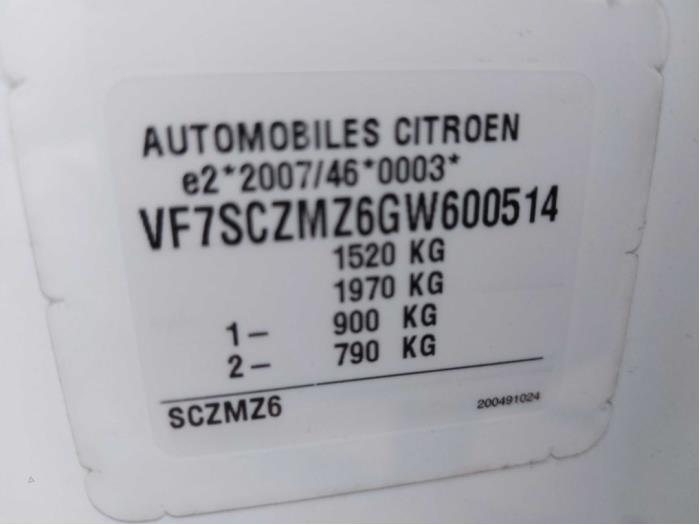 AUTOMOBILES CITROEN
e2*2007/46*0003*
VF7SCZMZ6GW600514
1520 KG
1970 KG
1- 900 KG
2- 790 KG
SCZMZ6 200491024